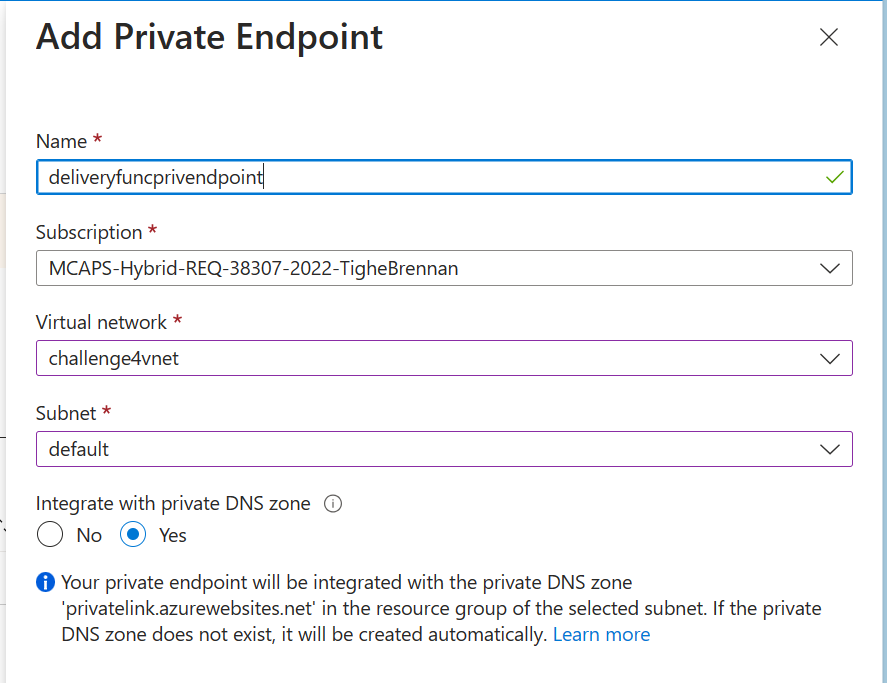 Add Private Endpoint
Name *
deliveryfuncprivendpoint
Subscription *
MCAPS-Hybrid-REQ-38307-2022-TigheBrennan
Virtual network *
challenge4vnet
Subnet *
default
Integrate with private DNS zone
No Yes
Your private endpoint will be integrated with the private DNS zone
'privatelink.azurewebsites.net' in the resource group of the selected subnet. If the private
DNS zone does not exist, it will be created automatically. Learn more